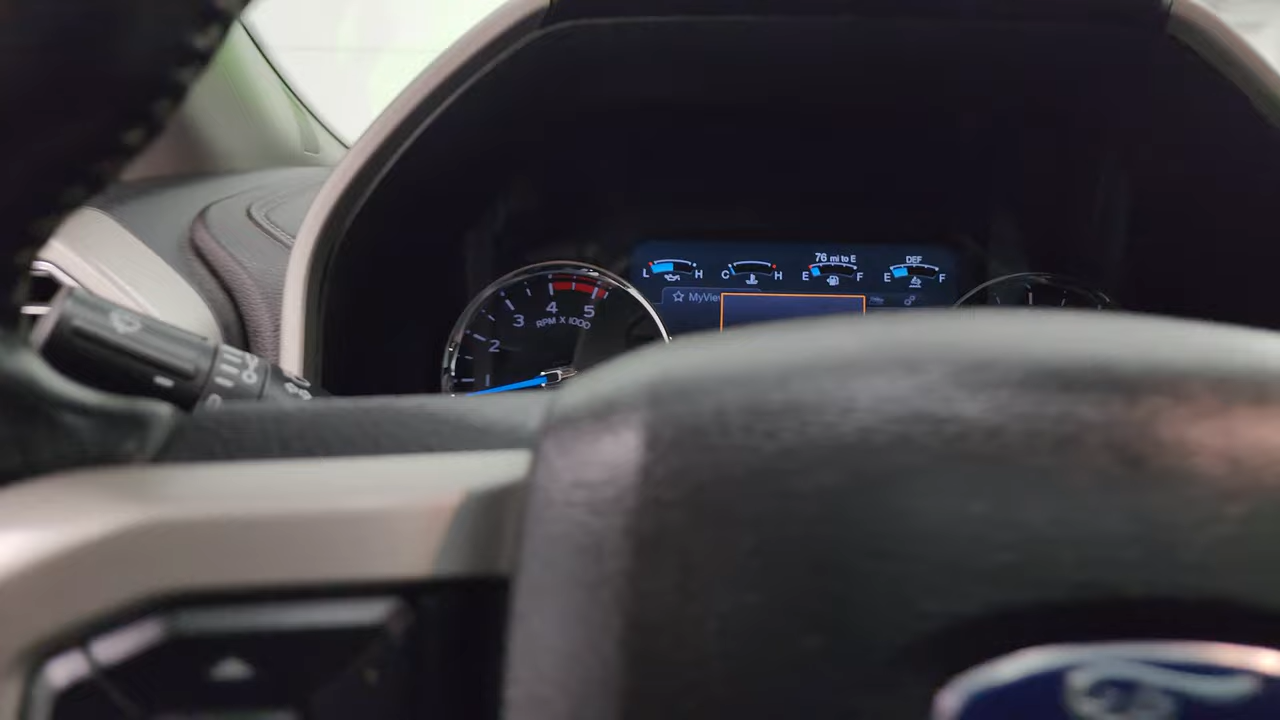 76 mi to E
DEF
L H
C H
E F
E F
MyView
4 5
3
RPM X 1000
2
1